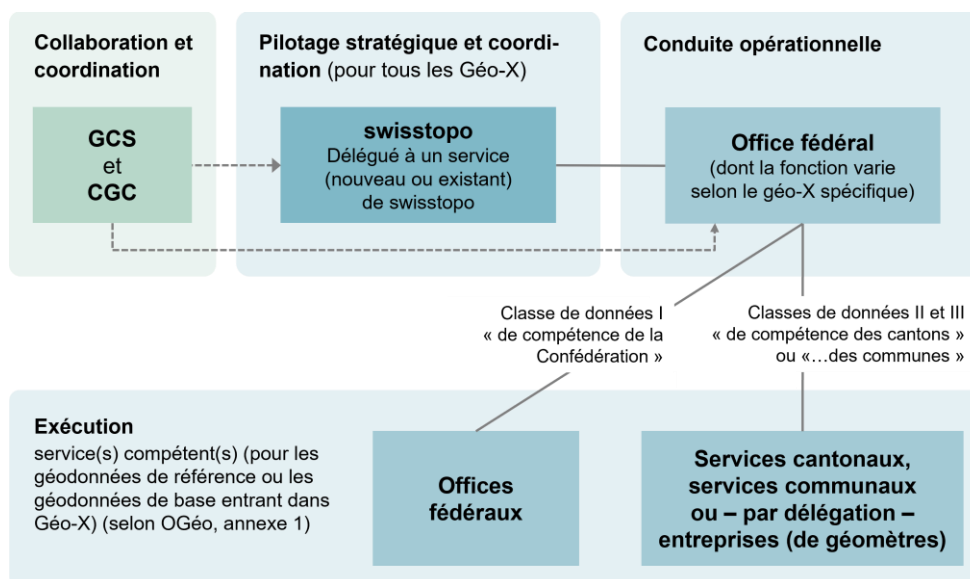 Collaboration et
coordination
GCS
et
CGC
Pilotage stratégique et coordi-
nation (pour tous les Géo-X)
swisstopo
Délégué à un service
(nouveau ou existant)
de swisstopo
Conduite opérationnelle
Office fédéral
(dont la fonction varie
selon le géo-X spécifique)
Classe de données I
« de compétence de la
Confédération »
Classes de données II et III
« de compétence des cantons »
ou «…des communes »
Exécution
service(s) compétent(s) (pour les
géodonnées de référence ou les
géodonnées de base entrant dans
Géo-X) (selon OGéo, annexe 1)
Offices
fédéraux
Services cantonaux,
services communaux
ou – par délégation –
entreprises (de géomètres)